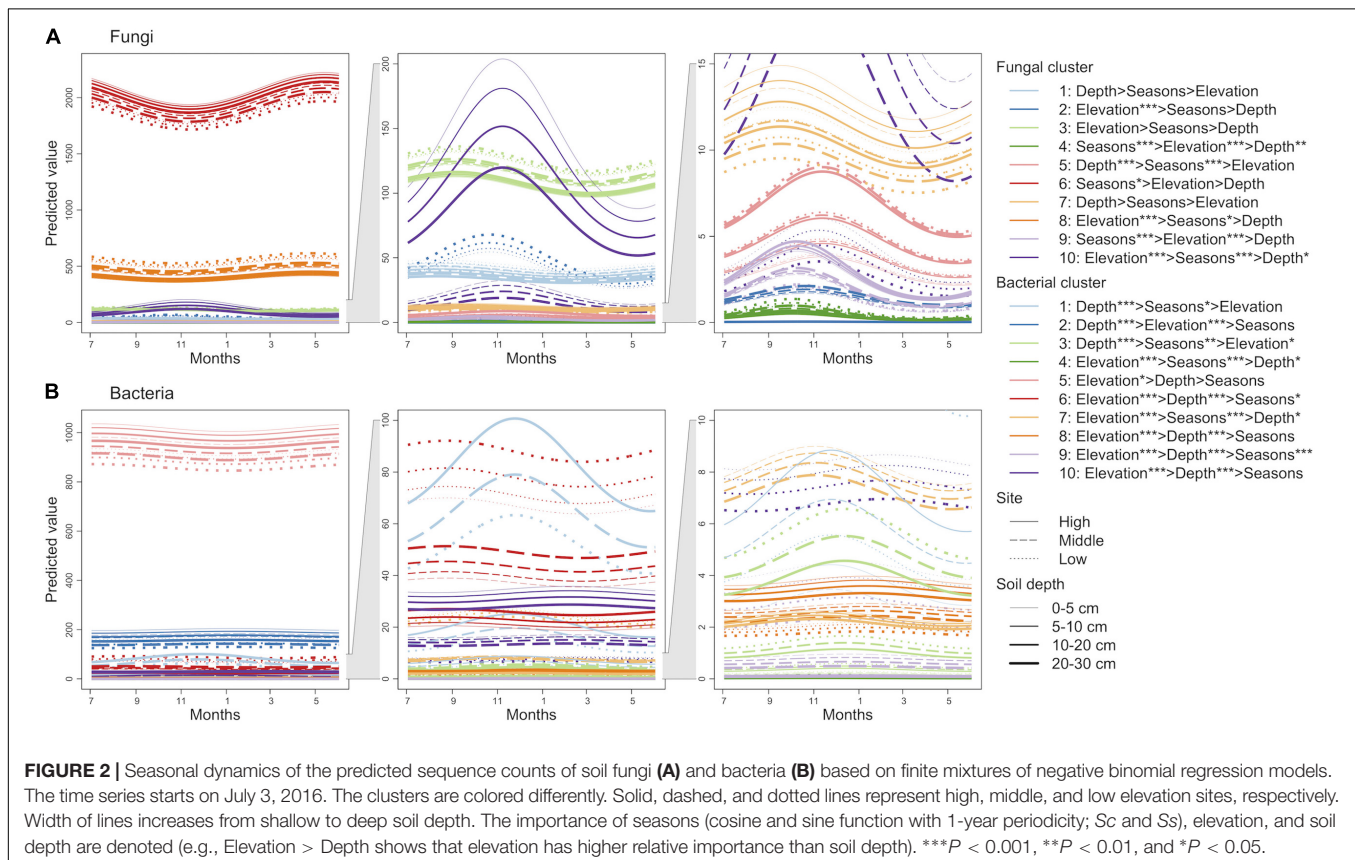 A Fungi
Predicted value
2000
1500
1000
500
0
7 9 11 1 3 5
Months
200
150
100
50
0
7 9 11 1 3 5
Months
15
10
5
0
7 9 11 1 3 5
Months
B Bacteria
Predicted value
1000
800
600
400
200
0
7 9 11 1 3 5
Months
100
80
60
40
20
0
7 9 11 1 3 5
Months
10
8
6
4
2
0
7 9 11 1 3 5
Months
Fungal cluster
1: Depth>Seasons>Elevation
2: Elevation***>Seasons>Depth
3: Elevation>Seasons>Depth
4: Seasons***>Elevation***>Depth**
5: Depth***>Seasons***>Elevation
6: Seasons*>Elevation>Depth
7: Depth>Seasons>Elevation
8: Elevation***>Seasons*>Depth
9: Seasons***>Elevation***>Depth
10: Elevation***>Seasons***>Depth*
Bacterial cluster
1: Depth***>Seasons*>Elevation
2: Depth***>Elevation***>Seasons
3: Depth***>Seasons**>Elevation*
4: Elevation***>Seasons***>Depth*
5: Elevation*>Depth>Seasons
6: Elevation***>Depth***>Seasons*
7: Elevation***>Seasons***>Depth*
8: Elevation***>Depth***>Seasons
9: Elevation***>Depth***>Seasons***
10: Elevation***>Depth***>Seasons
Site
High
Middle
Low
Soil depth
0-5 cm
5-10 cm
10-20 cm
20-30 cm
FIGURE 2 | Seasonal dynamics of the predicted sequence counts of soil fungi (A) and bacteria (B) based on finite mixtures of negative binomial regression models.
The time series starts on July 3, 2016. The clusters are colored differently. Solid, dashed, and dotted lines represent high, middle, and low elevation sites, respectively.
Width of lines increases from shallow to deep soil depth. The importance of seasons (cosine and sine function with 1-year periodicity; Sc and Ss), elevation, and soil
depth are denoted (e.g., Elevation > Depth shows that elevation has higher relative importance than soil depth). ***P < 0.001, **P < 0.01, and *P < 0.05.